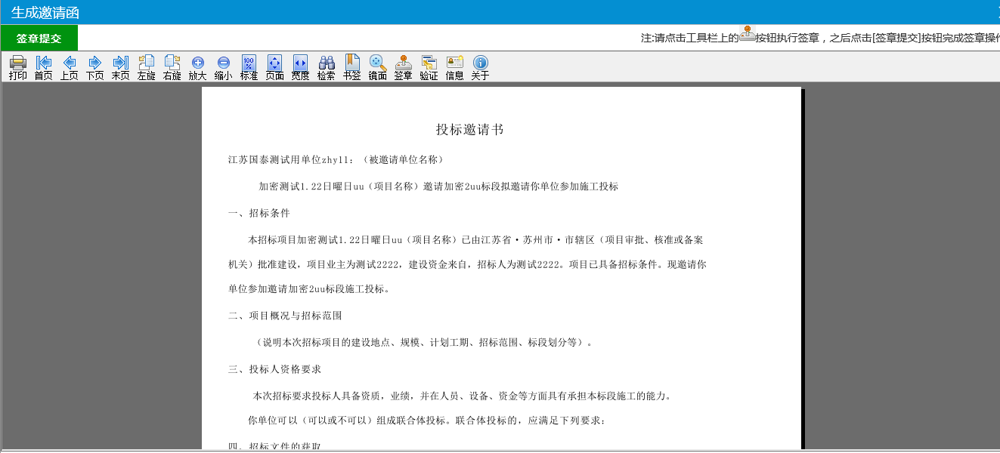 生成邀请函
签章提交
注:请点击工具栏上的按钮执行签章，之后点击[签章提交]按钮完成签章操作
打印 首页 上页 下页 末页 左旋 右旋 放大 缩小 标准 页面 宽度 检索 书签 镜面 签章 验证 信息 关于
投标邀请书
江苏国泰测试用单位zhyl1：（被邀请单位名称）
加密测试1.22日曜日uu（项目名称）邀请加密2uu标段拟邀请你单位参加施工投标
一、招标条件
本招标项目加密测试1.22日曜日uu（项目名称）已由江苏省·苏州市·市辖区（项目审批、核准或备案
机关）批准建设，项目业主为测试2222，建设资金来自，招标人为测试2222。项目已具备招标条件。现邀请你
单位参加邀请加密2uu标段施工投标。
二、项目概况与招标范围
（说明本次招标项目的建设地点、规模、计划工期、招标范围、标段划分等）。
三、投标人资格要求
本次招标要求投标人具备资质，业绩，并在人员、设备、资金等方面具有承担本标段施工的能力。
你单位可以（可以或不可以）组成联合体投标。联合体投标的，应满足下列要求：
四、招标文件的获取